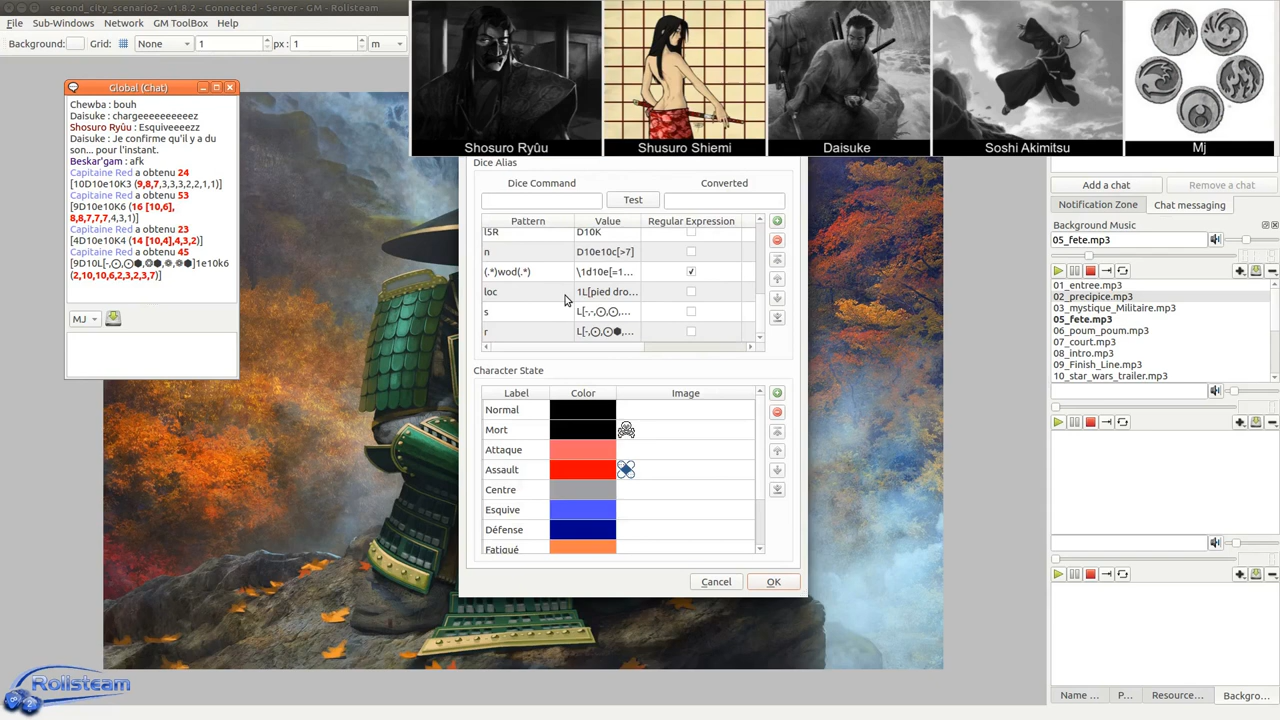 second_city_scenario2 - v1.8.2 - Connected - Server - GM - Rolisteam
File Sub-Windows Network GM ToolBox Help
Background: Grid: None 1 px : 1 m
Shosuro Ryûu
Shusuro Shiemi
Daisuke
Soshi Akimitsu
Mj
Global (Chat)
Chewba : bouh
Daisuke : chargeeeeeeeeeez
Shosuro Ryûu : Esquiveeeezz
Daisuke : Je confirme qu'il y a du
son... pour l'instant.
Beskar'gam : afk
Capitaine Red a obtenu 24
[10D10e10K3 (9,8,7,3,3,2,2,1,1)]
Capitaine Red a obtenu 53
[9D10e10K6 (16 [10,6],
8,8,7,7,7,4,3,1)]
Capitaine Red a obtenu 23
[4D10e10K4 (14 [10,4],4,3,2)]
Capitaine Red a obtenu 45
(2,10,10,6,2,3,2,3,7)]
MJ
Dice Alias
Dice Command Converted
Test
Pattern Value Regular Expression
l5R D10K
n D10e10c[>7]
(.*)wod(.*) \1d10e[=1...
loc 1L[pied dro...
s
r
Character State
Label Color Image
Normal
Mort
Attaque
Assault
Centre
Esquive
Défense
Fatigué
Cancel OK
Add a chat Remove a chat
Notification Zone Chat messaging
Background Music
05_fete.mp3
01_entree.mp3
02_precipice.mp3
03_mystique_Militaire.mp3
05_fete.mp3
06_poum_poum.mp3
07_court.mp3
08_intro.mp3
09_Finish_Line.mp3
10_star_wars_trailer.mp3
Name ... P... Resource... Backgro...
Rolisteam